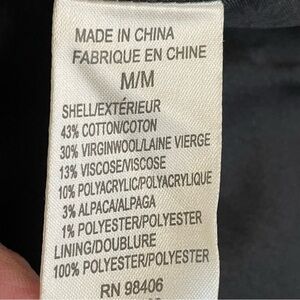 MADE IN CHINA
FABRIQUE EN CHINE
M/M
SHELL/EXTÉRIEUR
43% COTTON/COTON
30% VIRGINWOOL/LAINE VIERGE
13% VISCOSE/VISCOSE
10% POLYACRYLIC/POLYACRYLIQUE
3% ALPACA/ALPAGA
1% POLYESTER/POLYESTER
LINING/DOUBLURE
100% POLYESTER/POLYESTER
RN 98406